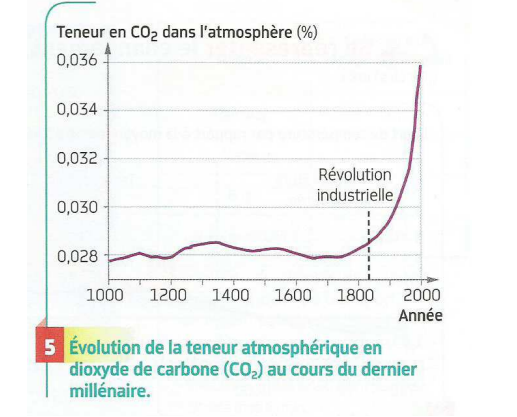 Teneur en CO₂ dans l'atmosphère (%)
0,036
0,034
0,032
0,030
0,028
Révolution
industrielle
1000 1200 1400 1600 1800 2000
Année
5 Évolution de la teneur atmosphérique en
dioxyde de carbone (CO₂) au cours du dernier
millénaire.